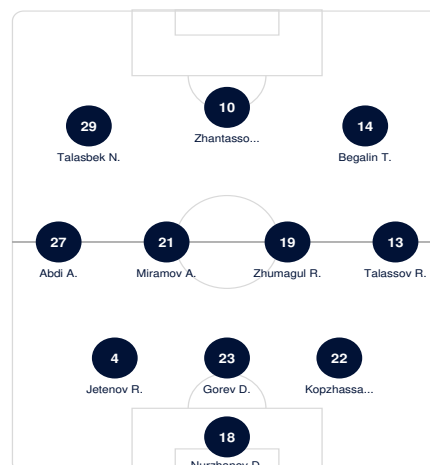 10
29
14
Zhantasso...
Talasbek N.
Begalin T.
27
21
19
13
Abdi A.
Miramov A.
Zhumagul R.
Talassov R.
4
23
22
Jetenov R.
Gorev D.
Kopzhassa...
18
Nurzhanov D.